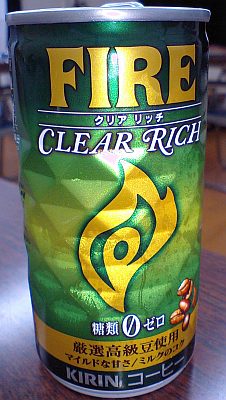 FIRE
クリア リッチ
CLEAR RICH
糖類0ゼロ
厳選高級豆使用
マイルドな甘さ/ミルクのコク
KIRIN コーヒー